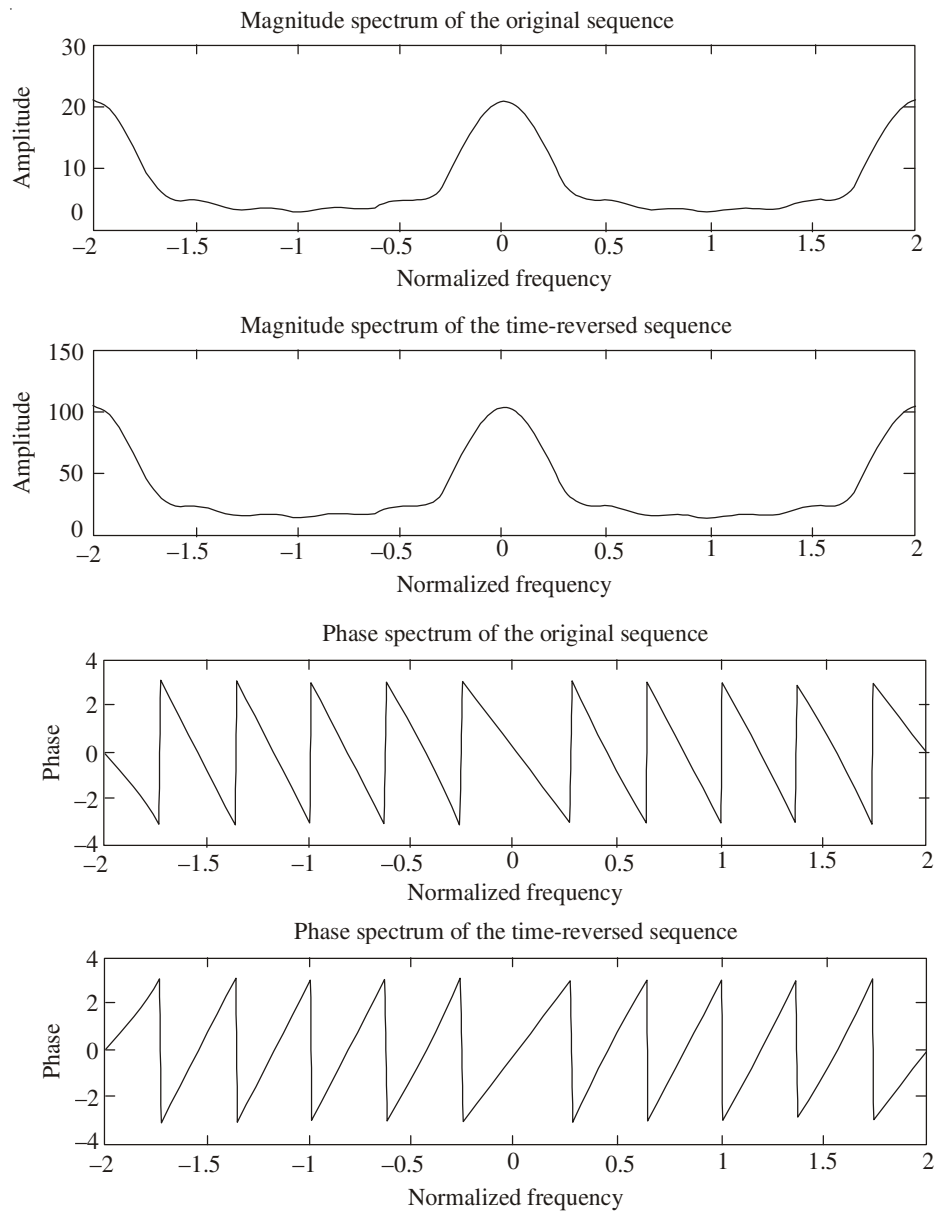 Magnitude spectrum of the original sequence
30
20
10
0
Amplitude
–2 –1.5 –1 –0.5 0 0.5 1 1.5 2
Normalized frequency
Magnitude spectrum of the time-reversed sequence
150
100
50
0
Amplitude
–2 –1.5 –1 –0.5 0 0.5 1 1.5 2
Normalized frequency
Phase spectrum of the original sequence
4
2
0
–2
–4
Phase
–2 –1.5 –1 –0.5 0 0.5 1 1.5 2
Normalized frequency
Phase spectrum of the time-reversed sequence
4
2
0
–2
–4
Phase
–2 –1.5 –1 –0.5 0 0.5 1 1.5 2
Normalized frequency